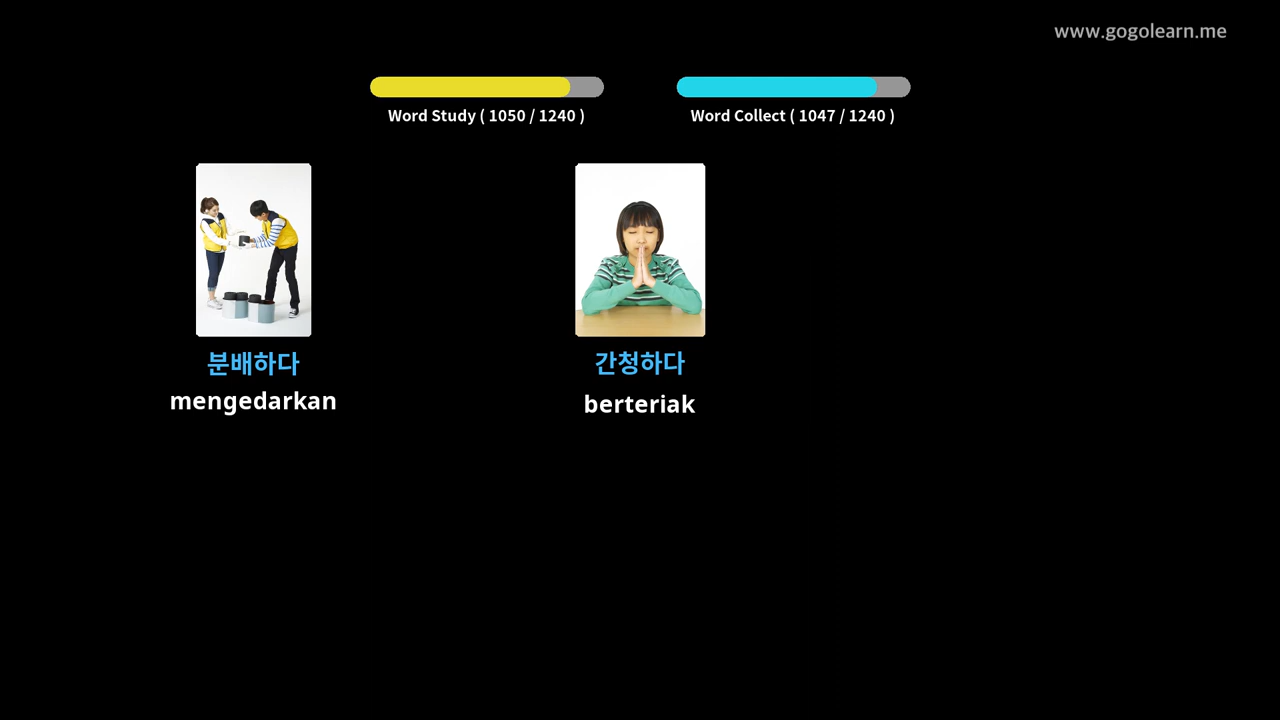 www.gogolearn.me
Word Study ( 1050 / 1240 )
Word Collect ( 1047 / 1240 )
분배하다
mengedarkan
간청하다
berteriak